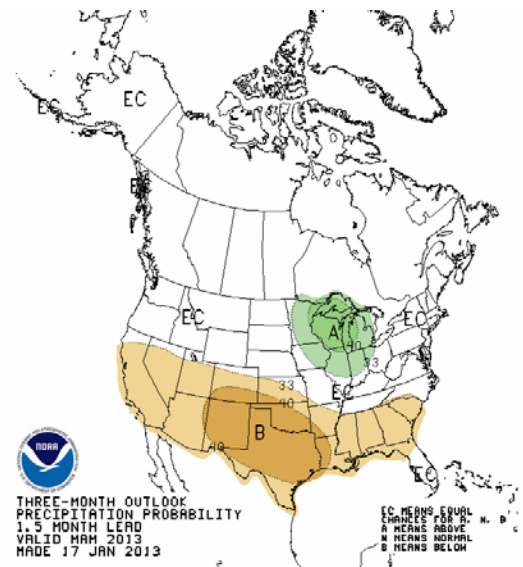 EC
EC
EC
EC
EC
A
40
33
EC
33
40
B
40
EC
NOAA
THREE-MONTH OUTLOOK
PRECIPITATION PROBABILITY
1.5 MONTH LEAD
VALID MAM 2013
MADE 17 JAN 2013
EC MEANS EQUAL
CHANCES FOR A, N, B
A MEANS ABOVE
N MEANS NORMAL
B MEANS BELOW